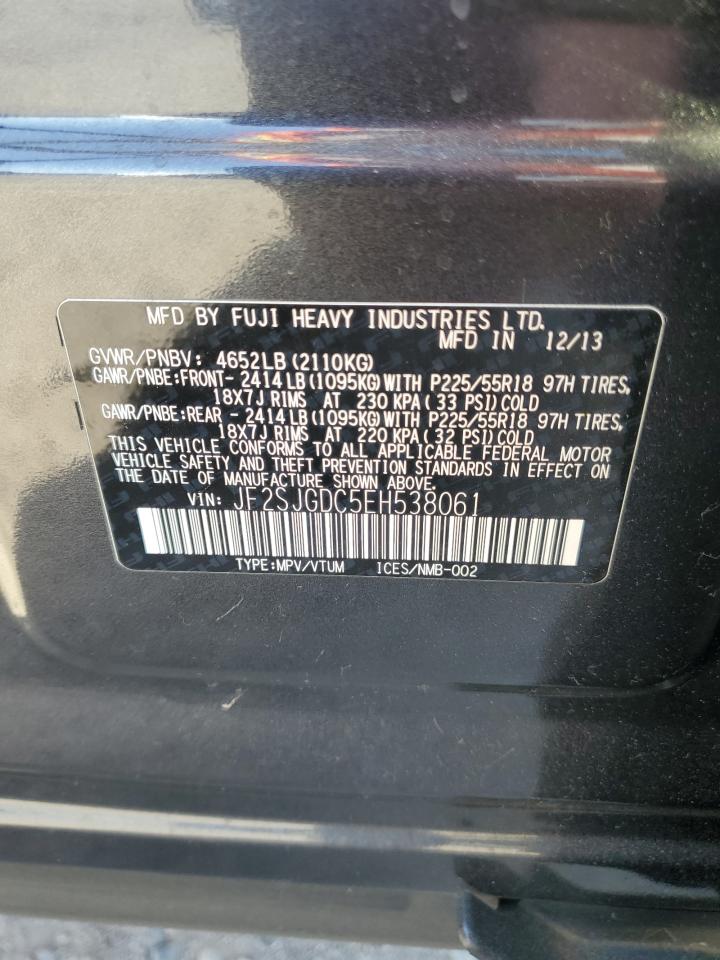 MFD BY FUJI HEAVY INDUSTRIES LTD.
MFD IN 12/13
GVWR/PNBV: 4652LB (2110KG)
GAWR/PNBE:FRONT- 2414 LB (1095KG) WITH P225/55R18 97H TIRES,
18X7J RIMS AT 230 KPA ( 33 PSI) COLD
GAWR/PNBE:REAR - 2414 LB (1095KG) WITH P225/55R18 97H TIRES,
18X7J RIMS AT 220 KPA ( 32 PSI) COLD
THIS VEHICLE CONFORMS TO ALL APPLICABLE FEDERAL MOTOR
VEHICLE SAFETY AND THEFT PREVENTION STANDARDS IN EFFECT ON
THE DATE OF MANUFACTURE SHOWN ABOVE.
VIN: JF2SJGDC5EH538061
TYPE:MPV/VTUM ICES/NMB-002